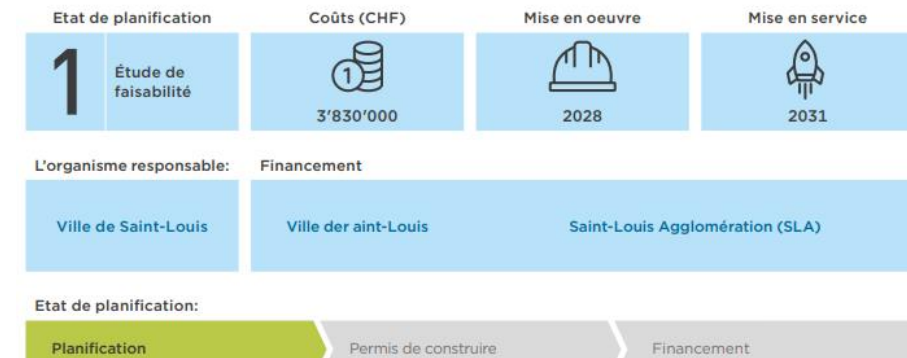 Etat de planification
Coûts (CHF)
Mise en oeuvre
Mise en service
1
Étude de
faisabilité
1
3'830'000
2028
2031
L'organisme responsable:
Financement
Ville de Saint-Louis
Ville der aint-Louis
Saint-Louis Agglomération (SLA)
Etat de planification:
Planification
Permis de construire
Financement